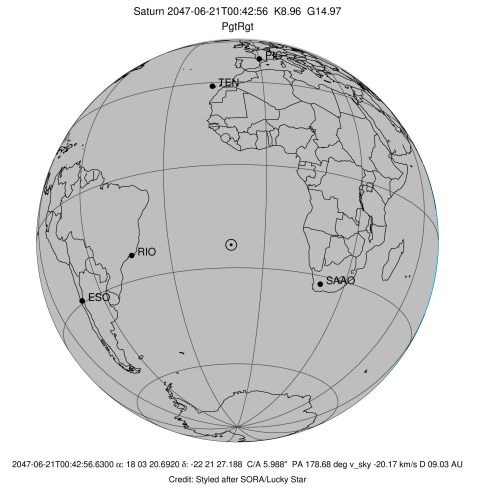 Saturn 2047-06-21T00:42:56 K8.96 G14.97
PgtRgt
PIC
TEN
RIO
SAAO
ESO
2047-06-21T00:42:56.6300 α: 18 03 20.6920 δ: -22 21 27.188 C/A 5.988" PA 178.68 deg v_sky -20.17 km/s D 09.03 AU
Credit: Styled after SORA/Lucky Star